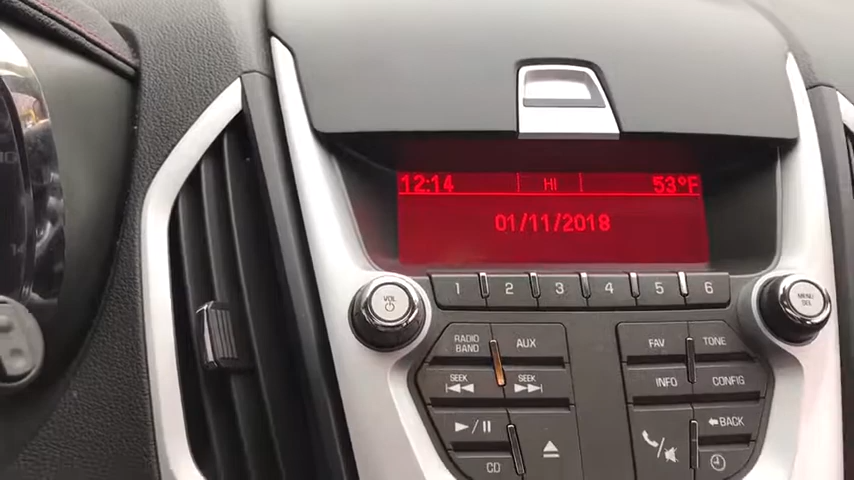 12:14 HI 53°F
01/11/2018
1 2 3 4 5 6
VOL
MENU
SEL
RADIO
BAND
AUX
FAV
TONE
SEEK
SEEK
INFO
CONFIG
BACK
CD